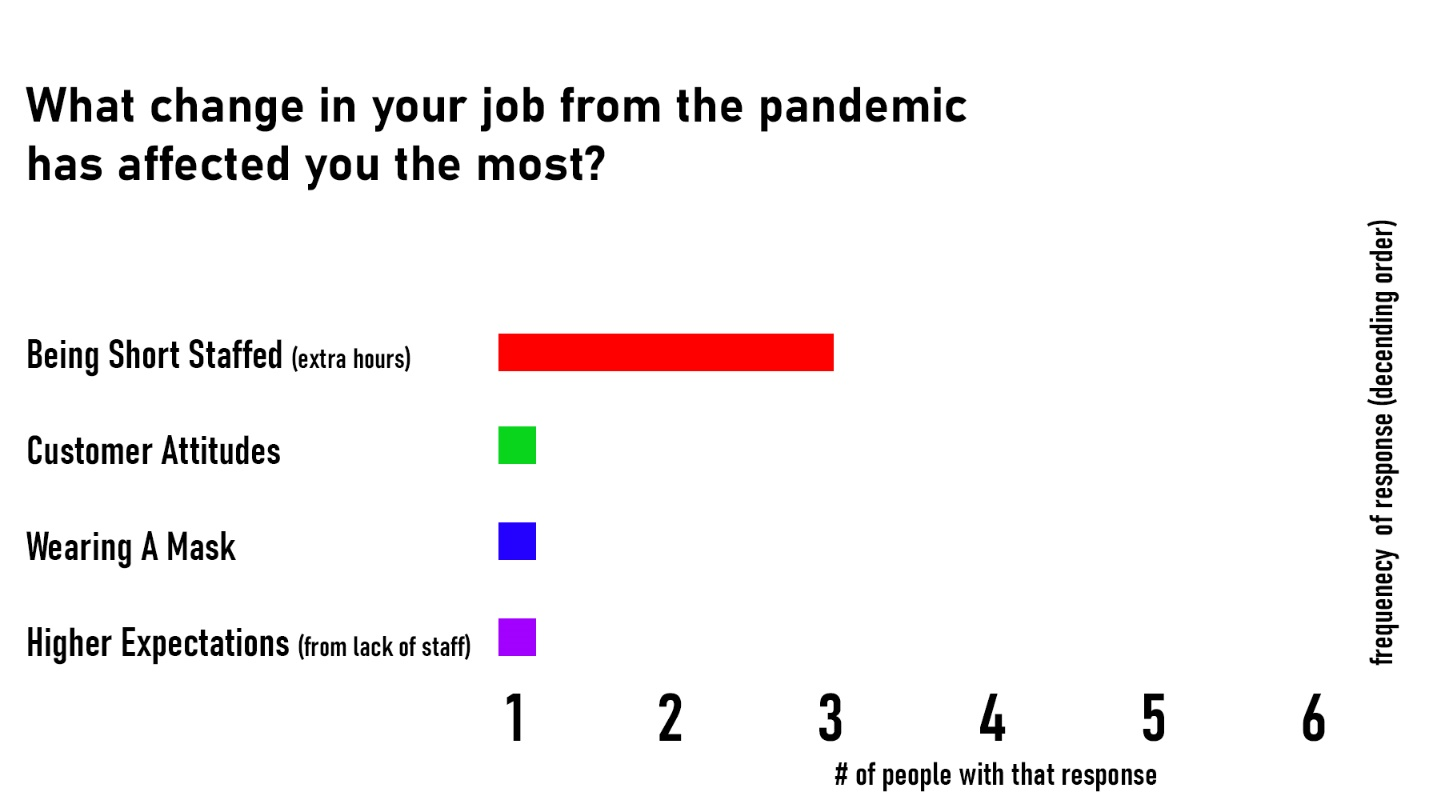 What change in your job from the pandemic
has affected you the most?
Being Short Staffed (extra hours)
Customer Attitudes
Wearing A Mask
Higher Expectations (from lack of staff)
1 2 3 4 5 6
# of people with that response
frequenecy of response (decending order)